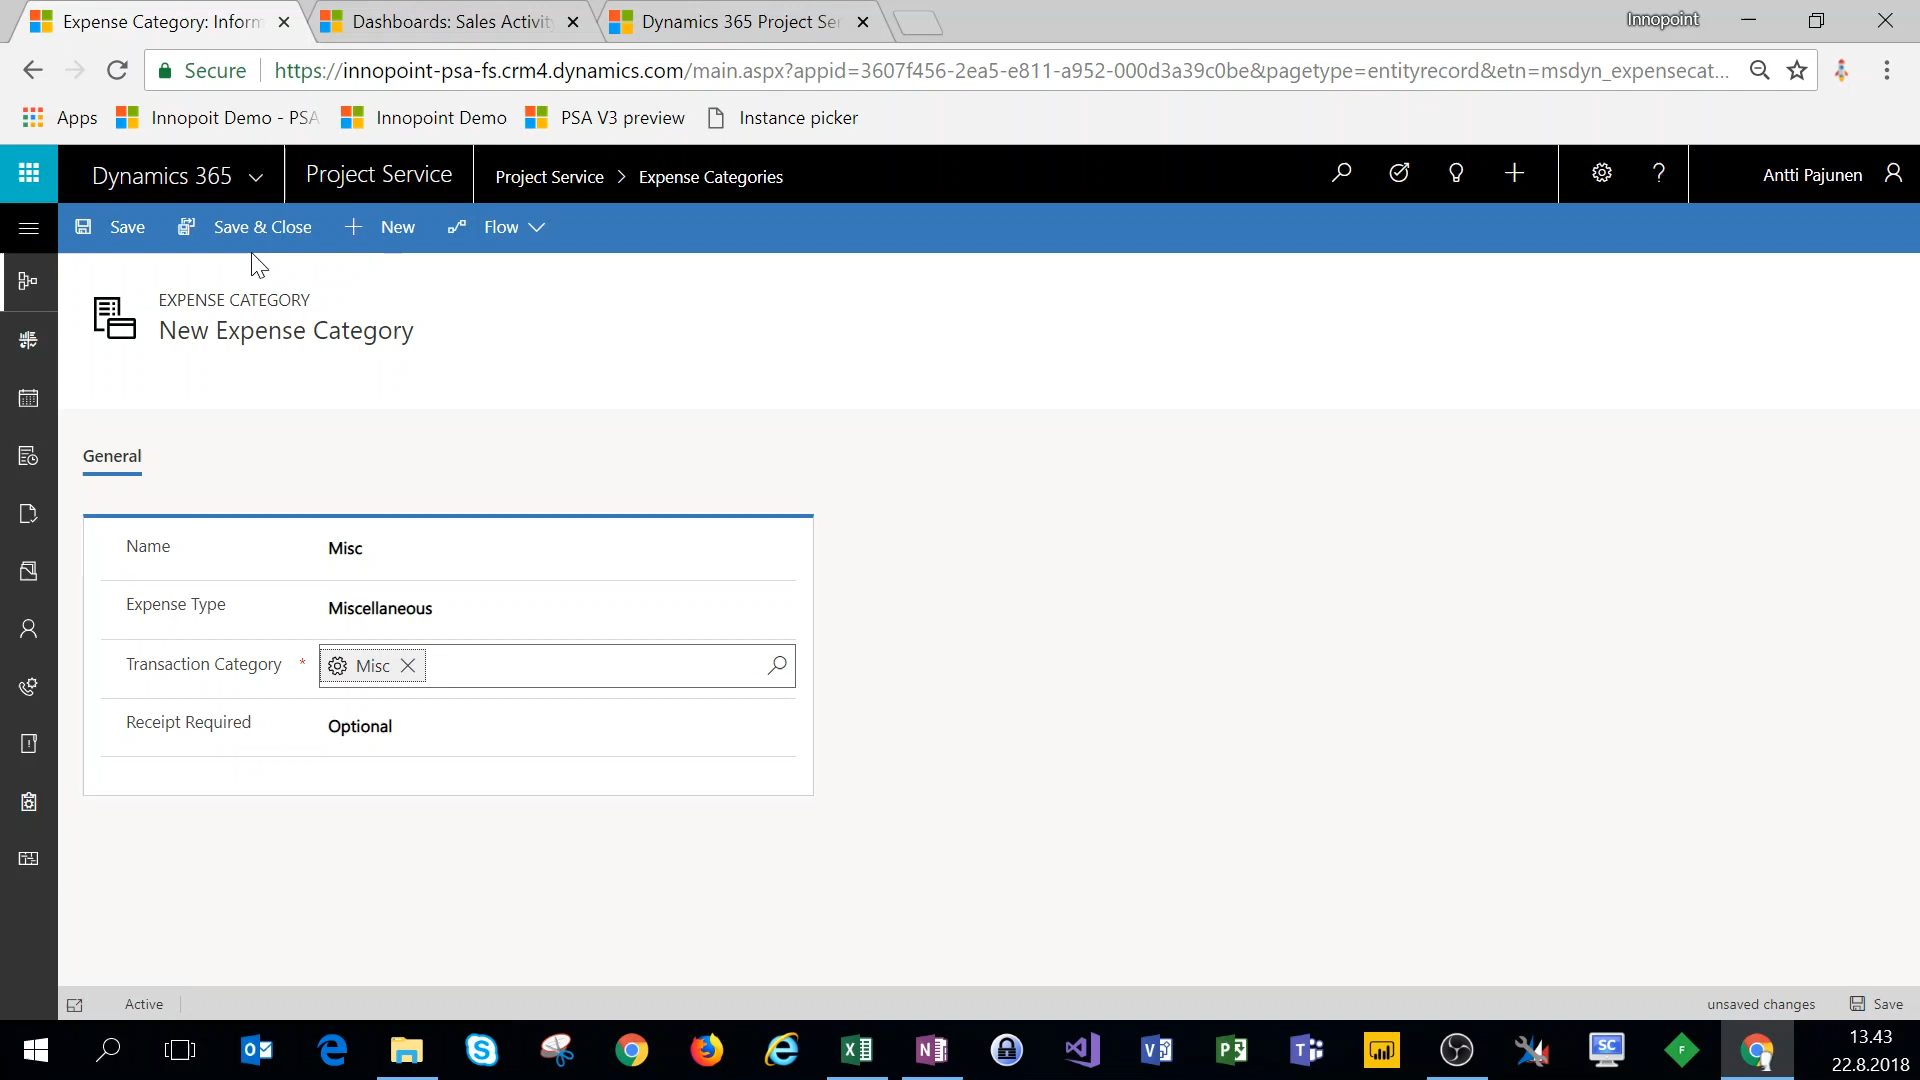 Expense Category: Inform
Dashboards: Sales Activity
Dynamics 365 Project Ser
Innopoint
Secure
https://innopoint-psa-fs.crm4.dynamics.com/main.aspx?appid=3607f456-2ea5-e811-a952-000d3a39c0be&pagetype=entityrecord&etn=msdyn_expensecat...
Apps
Innopoit Demo - PSA
Innopoint Demo
PSA V3 preview
Instance picker
Dynamics 365
Project Service
Project Service > Expense Categories
Antti Pajunen
Save
Save & Close
New
Flow
EXPENSE CATEGORY
New Expense Category
General
Name
Misc
Expense Type
Miscellaneous
Transaction Category *
Misc
Receipt Required
Optional
Active
unsaved changes
Save
13.43
22.8.2018